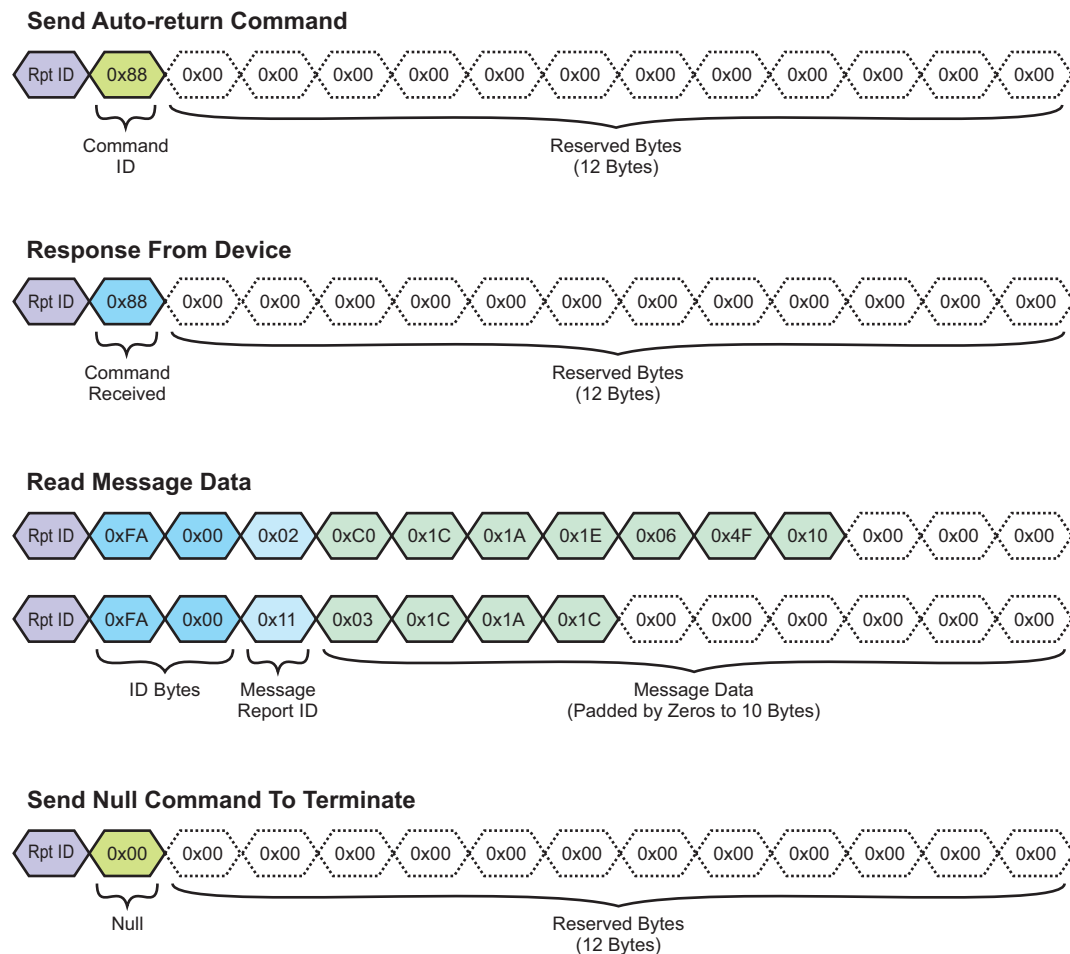 Send Auto-return Command
Rpt ID 0x88 0x00 0x00 0x00 0x00 0x00 0x00 0x00 0x00 0x00 0x00 0x00 0x00
Command
ID
Reserved Bytes
(12 Bytes)
Response From Device
Rpt ID 0x88 0x00 0x00 0x00 0x00 0x00 0x00 0x00 0x00 0x00 0x00 0x00 0x00
Command
Received
Reserved Bytes
(12 Bytes)
Read Message Data
Rpt ID 0xFA 0x00 0x02 0xC0 0x1C 0x1A 0x1E 0x06 0x4F 0x10 0x00 0x00 0x00
Rpt ID 0xFA 0x00 0x11 0x03 0x1C 0x1A 0x1C 0x00 0x00 0x00 0x00 0x00 0x00
ID Bytes
Message
Report ID
Message Data
(Padded by Zeros to 10 Bytes)
Send Null Command To Terminate
Rpt ID 0x00 0x00 0x00 0x00 0x00 0x00 0x00 0x00 0x00 0x00 0x00 0x00 0x00
Null
Reserved Bytes
(12 Bytes)